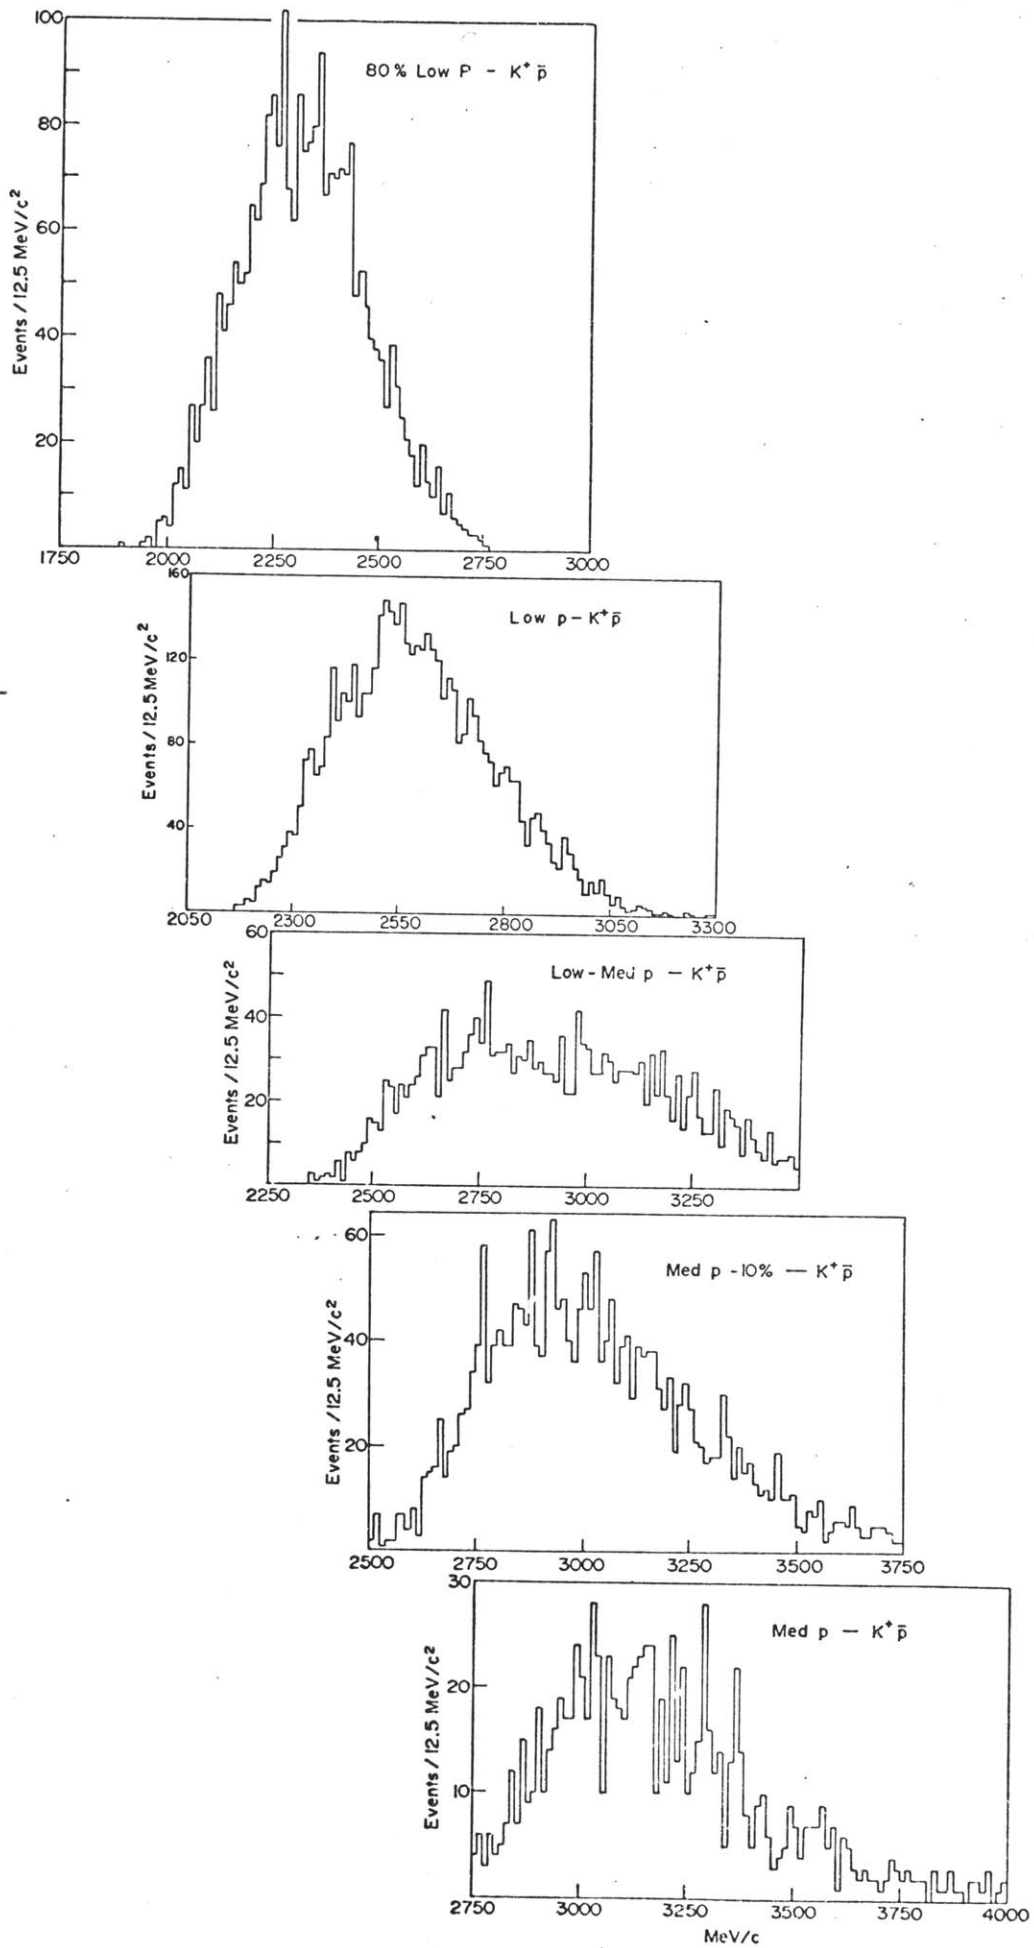 100
80% Low P - K⁺ p̄
80
60
40
20
Events / 12.5 MeV/c²
1750 2000 2250 2500 2750 3000
160
Low p - K⁺ p̄
120
80
40
Events / 12.5 MeV/c²
2050 2300 2550 2800 3050 3300
60
Low - Med p - K⁺ p̄
40
20
Events / 12.5 MeV/c²
2250 2500 2750 3000 3250
60
Med p - 10% — K⁺ p̄
40
20
Events / 12.5 MeV/c²
2500 2750 3000 3250 3500 3750
30
Med p — K⁺ p̄
20
10
Events / 12.5 MeV/c²
2750 3000 3250 3500 3750 4000
MeV/c